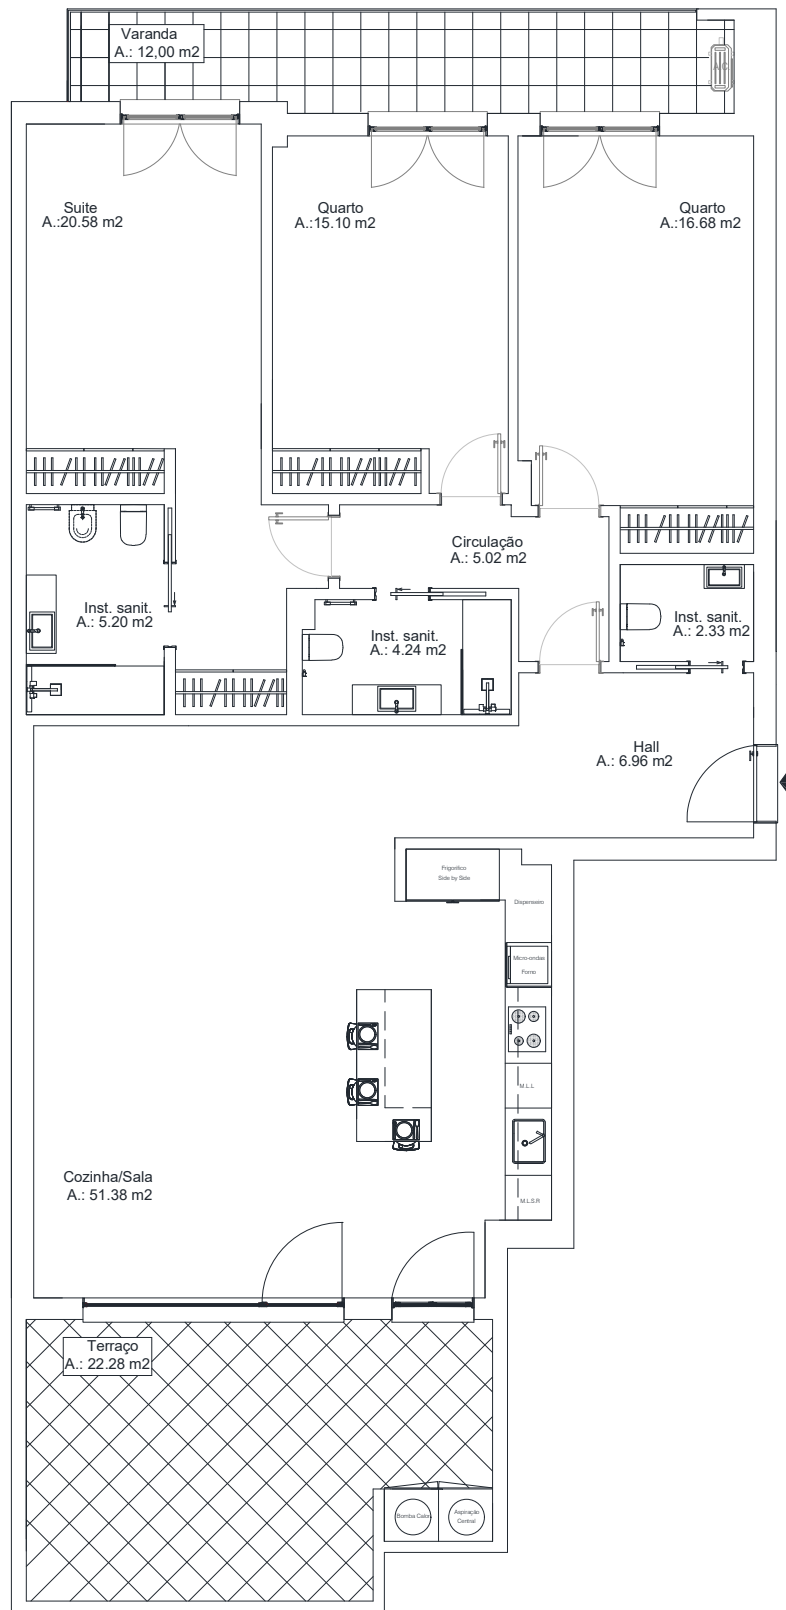 Varanda
A.: 12,00 m2
A/C
Suite
A.:20.58 m2
Quarto
A.:15.10 m2
Quarto
A.:16.68 m2
Circulação
A.: 5.02 m2
Inst. sanit.
A.: 5.20 m2
Inst. sanit.
A.: 4.24 m2
Inst. sanit.
A.: 2.33 m2
Hall
A.: 6.96 m2
Frigorífico
Side by Side
Dispenseiro
Micro-ondas
Forno
M.L.L
M.L.S.R
Cozinha/Sala
A.: 51.38 m2
Terraço
A.: 22.28 m2
Bomba Calor
Aspiração
Central